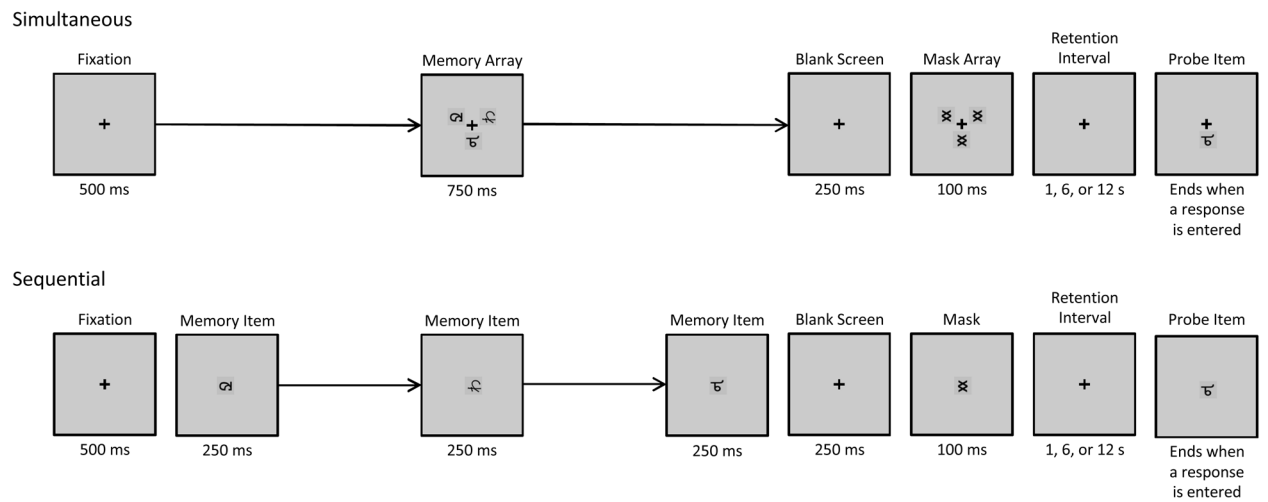 Simultaneous
Fixation
Memory Array
Blank Screen
Mask Array
Retention
Interval
Probe Item
500 ms
750 ms
250 ms
100 ms
1, 6, or 12 s
Ends when
a response
is entered
Sequential
Fixation
Memory Item
Memory Item
Memory Item
Blank Screen
Mask
Retention
Interval
Probe Item
500 ms
250 ms
250 ms
250 ms
250 ms
100 ms
1, 6, or 12 s
Ends when
a response
is entered